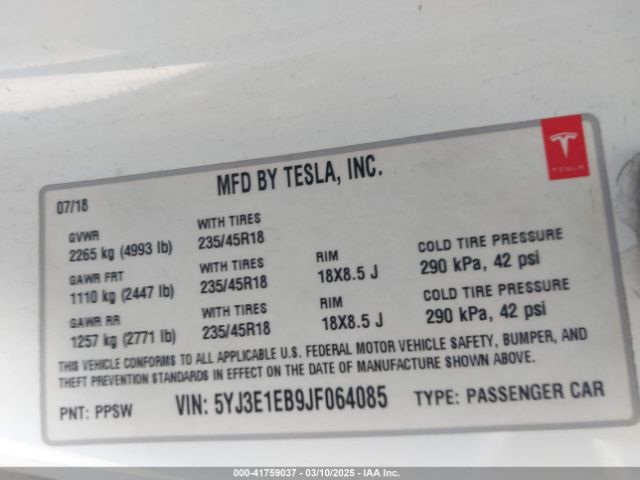 MFD BY TESLA, INC.
TESLA
07/18
GVWR
2265 kg (4993 lb)
WITH TIRES
235/45R18
GAWR FRT
1110 kg (2447 lb)
WITH TIRES
235/45R18
RIM
18X8.5 J
COLD TIRE PRESSURE
290 kPa, 42 psi
GAWR RR
1257 kg (2771 lb)
WITH TIRES
235/45R18
RIM
18X8.5 J
COLD TIRE PRESSURE
290 kPa, 42 psi
THIS VEHICLE CONFORMS TO ALL APPLICABLE U.S. FEDERAL MOTOR VEHICLE SAFETY, BUMPER, AND
THEFT PREVENTION STANDARDS IN EFFECT ON THE DATE OF MANUFACTURE SHOWN ABOVE.
PNT: PPSW VIN: 5YJ3E1EB9JF064085 TYPE: PASSENGER CAR
000-41759037 - 03/10/2025 - IAA Inc.